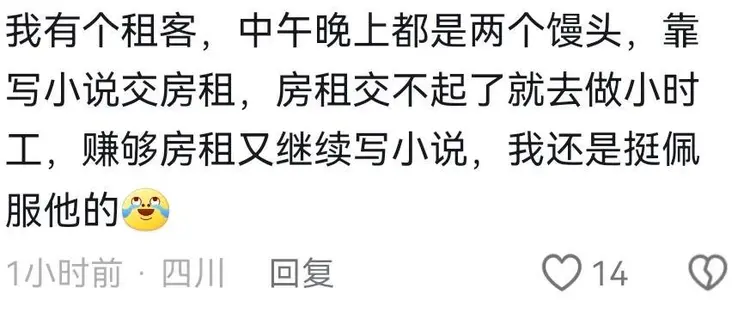 我有个租客，中午晚上都是两个馒头，靠
写小说交房租，房租交不起了就去做小时
工，赚够房租又继续写小说，我还是挺佩
服他的😂
1小时前 · 四川 回复 14